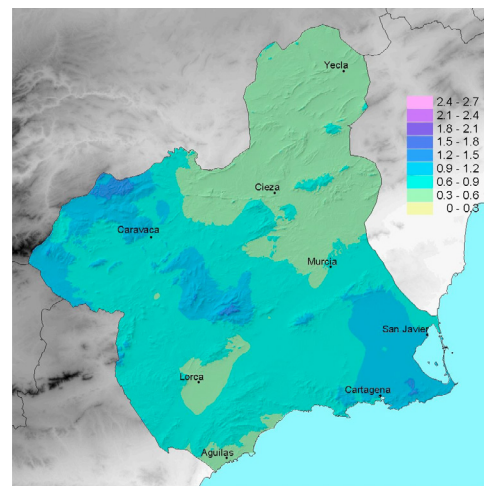 Yecla
2.4 - 2.7
2.1 - 2.4
1.8 - 2.1
1.5 - 1.8
1.2 - 1.5
0.9 - 1.2
0.6 - 0.9
0.3 - 0.6
0 - 0.3
Cieza
Caravaca
Murcia
San Javier
Lorca
Cartagena
Aguilas